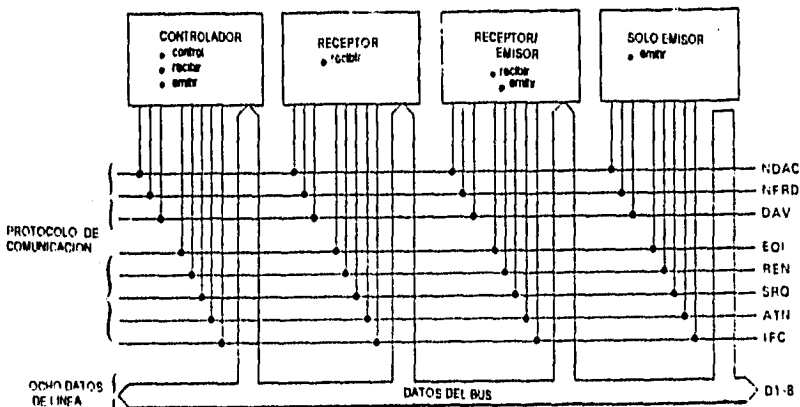 CONTROLADOR
• control
• recibir
• emitir
RECEPTOR
• recibir
RECEPTOR/
EMISOR
• recibir
• emitir
SOLO EMISOR
• emitir
PROTOCOLO DE
COMUNICACION
NDAC
NFRD
DAV
EOI
REN
SRQ
ATN
IFC
OCHO DATOS
DE LINEA
DATOS DEL BUS
D1-8